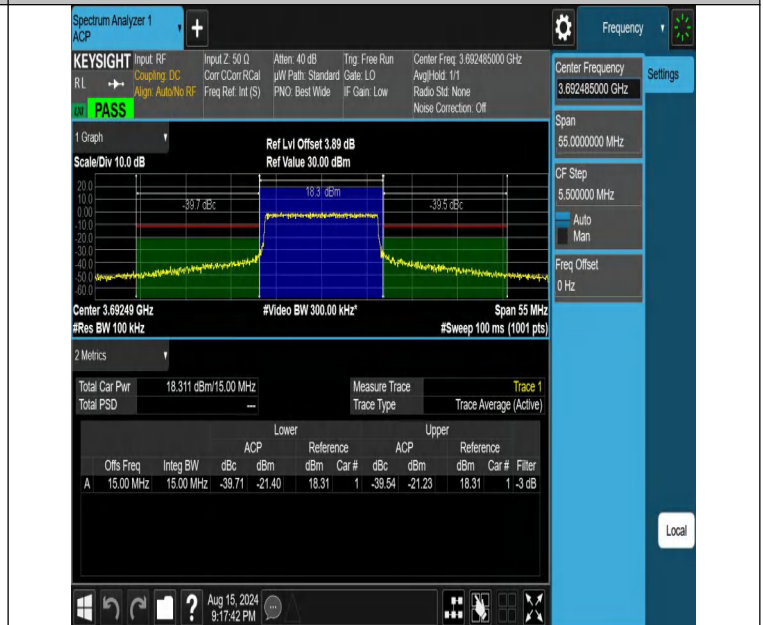 Spectrum Analyzer 1
ACP
+
Frequency
KEYSIGHT
RL
PASS
Input: RF
Coupling: DC
Align: Auto/No RF
Input Z: 50 Ω
Corr CCorr RCal
Freq Ref: Int (S)
Atten: 40 dB
µW Path: Standard
PNO: Best Wide
Trig: Free Run
Gate: LO
IF Gain: Low
Center Freq: 3.692485000 GHz
Avg|Hold: 1/1
Radio Std: None
Noise Correction: Off
Center Frequency
3.692485000 GHz
Settings
Span
55.0000000 MHz
CF Step
5.500000 MHz
Auto
Man
Freq Offset
0 Hz
Local
1 Graph
Scale/Div 10.0 dB
Ref Lvl Offset 3.89 dB
Ref Value 30.00 dBm
20.0
10.0
0.00
-10.0
-20.0
-30.0
-40.0
-50.0
-60.0
-39.7 dBc
18.3 dBm
-39.5 dBc
Center 3.69249 GHz
#Video BW 300.00 kHz*
Span 55 MHz
#Res BW 100 kHz
#Sweep 100 ms (1001 pts)
2 Metrics
Total Car Pwr 18.311 dBm/15.00 MHz
Measure Trace Trace 1
Total PSD ---
Trace Type Trace Average (Active)
Lower Upper
ACP Reference ACP Reference
Offs Freq Integ BW dBc dBm dBm Car # dBc dBm dBm Car # Filter
A 15.00 MHz 15.00 MHz -39.71 -21.40 18.31 1 -39.54 -21.23 18.31 1 -3 dB
?
Aug 15, 2024
9:17:42 PM